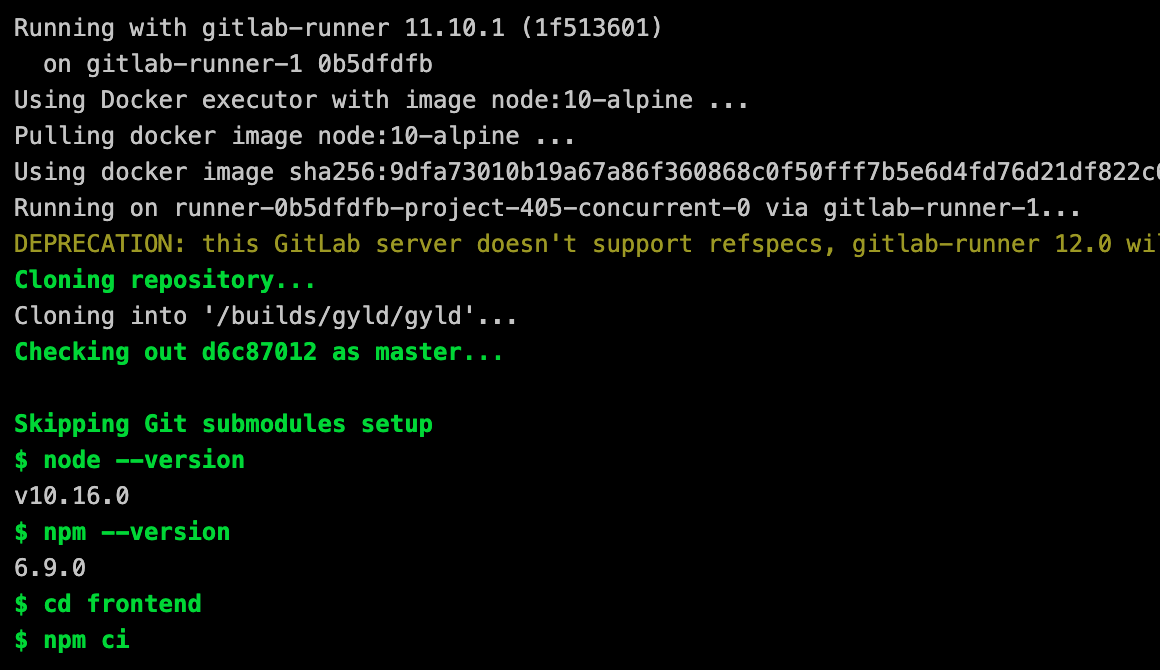 Running with gitlab-runner 11.10.1 (1f513601)
  on gitlab-runner-1 0b5dfdfb
Using Docker executor with image node:10-alpine ...
Pulling docker image node:10-alpine ...
Using docker image sha256:9dfa73010b19a67a86f360868c0f50fff7b5e6d4fd76d21df822c0
Running on runner-0b5dfdfb-project-405-concurrent-0 via gitlab-runner-1...
DEPRECATION: this GitLab server doesn't support refspecs, gitlab-runner 12.0 wil
Cloning repository...
Cloning into '/builds/gyld/gyld'...
Checking out d6c87012 as master...
Skipping Git submodules setup
$ node --version
v10.16.0
$ npm --version
6.9.0
$ cd frontend
$ npm ci